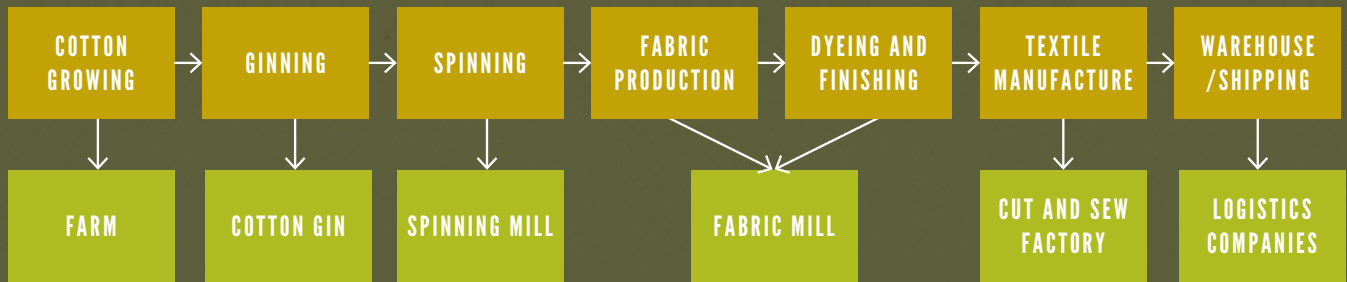 COTTON
GROWING
GINNING
SPINNING
FABRIC
PRODUCTION
DYEING AND
FINISHING
TEXTILE
MANUFACTURE
WAREHOUSE
/SHIPPING
FARM
COTTON GIN
SPINNING MILL
FABRIC MILL
CUT AND SEW
FACTORY
LOGISTICS
COMPANIES